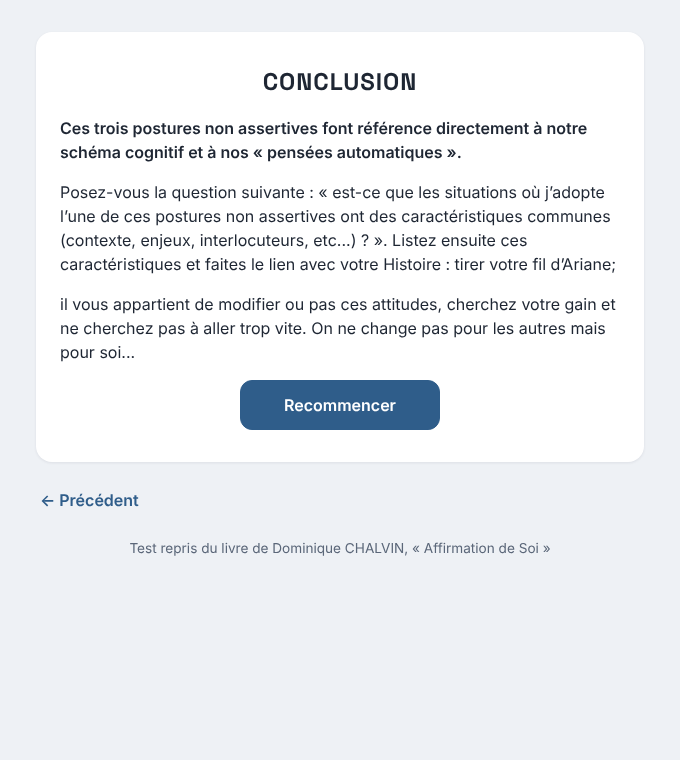 CONCLUSION
Ces trois postures non assertives font référence directement à notre
schéma cognitif et à nos « pensées automatiques ».
Posez-vous la question suivante : « est-ce que les situations où j’adopte
l’une de ces postures non assertives ont des caractéristiques communes
(contexte, enjeux, interlocuteurs, etc…) ? ». Listez ensuite ces
caractéristiques et faites le lien avec votre Histoire : tirer votre fil d’Ariane;
il vous appartient de modifier ou pas ces attitudes, cherchez votre gain et
ne cherchez pas à aller trop vite. On ne change pas pour les autres mais
pour soi…
Recommencer
← Précédent
Test repris du livre de Dominique CHALVIN, « Affirmation de Soi »